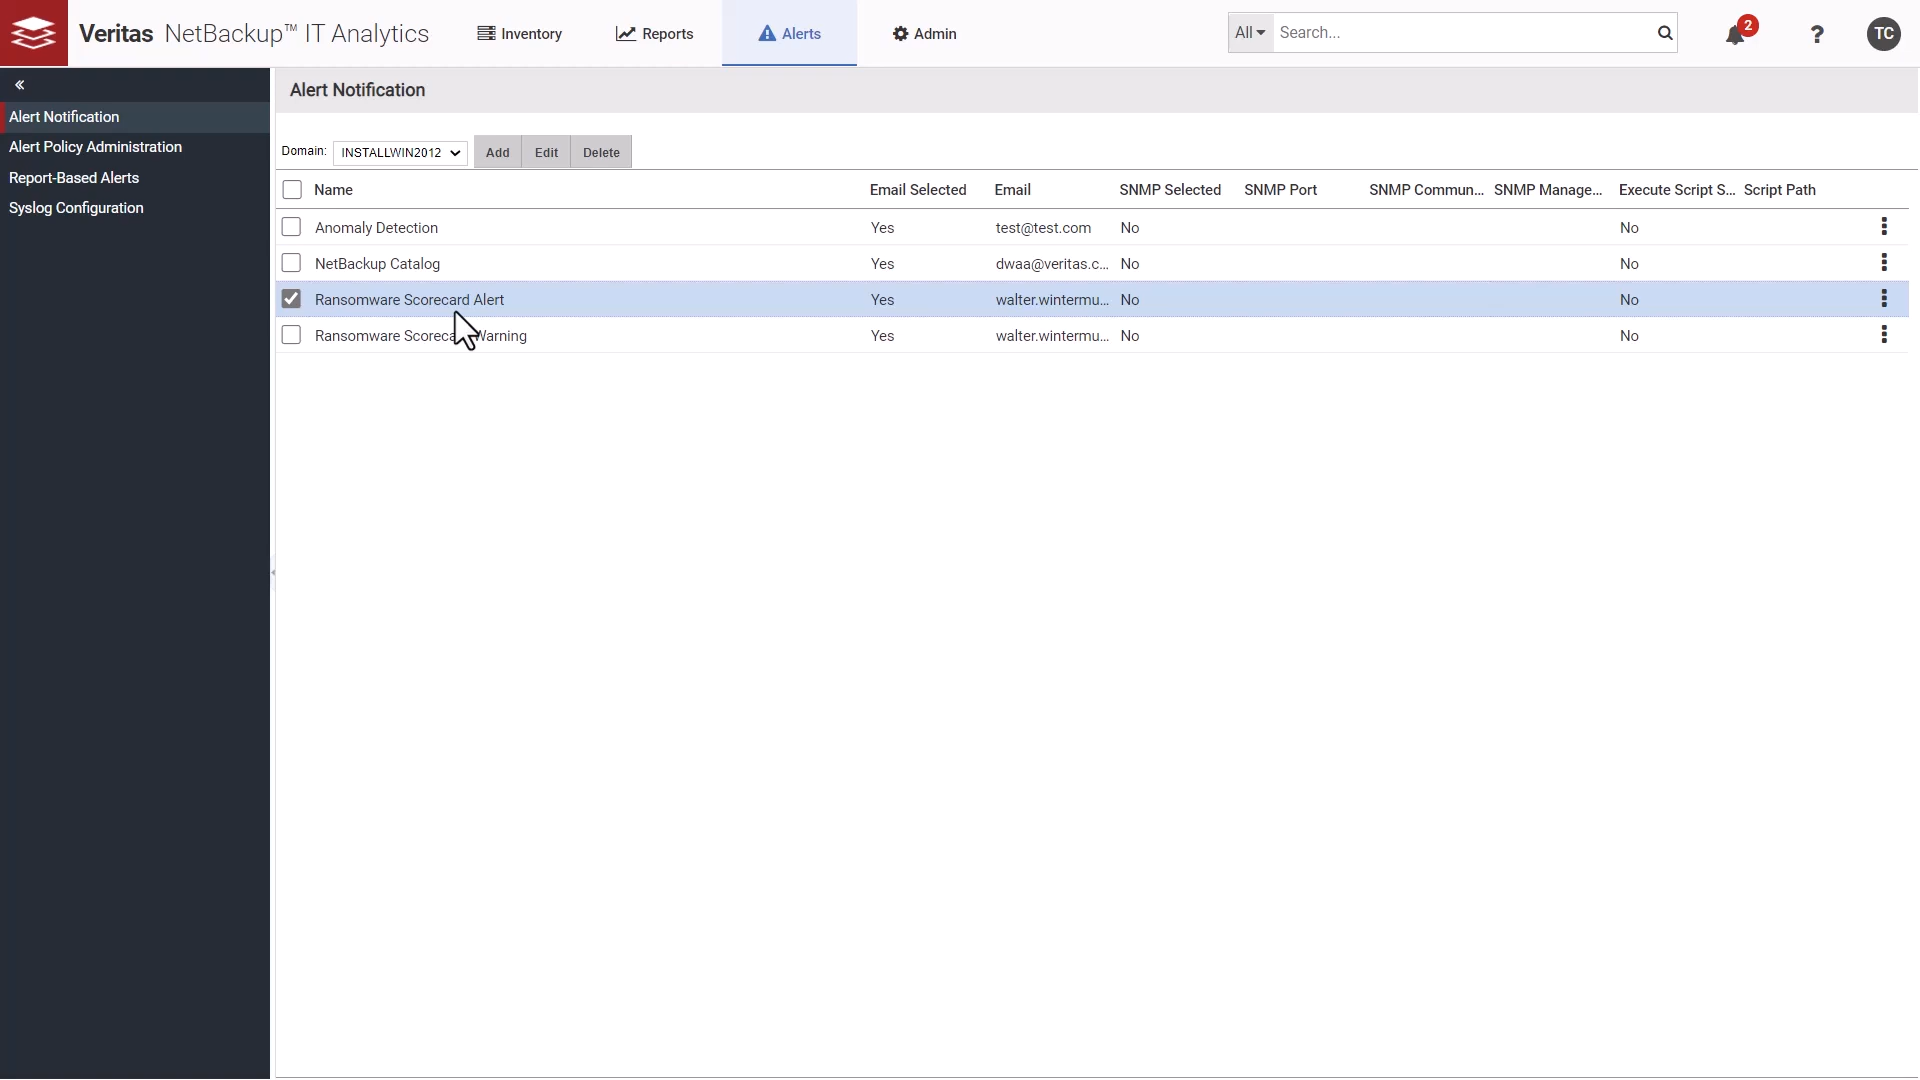 Veritas NetBackup™ IT Analytics
Inventory
Reports
Alerts
Admin
All
Search...
2
?
TC
«
Alert Notification
Alert Policy Administration
Report-Based Alerts
Syslog Configuration
Alert Notification
Domain: INSTALLWIN2012 Add Edit Delete
Name Email Selected Email SNMP Selected SNMP Port SNMP Commun... SNMP Manage... Execute Script S... Script Path
Anomaly Detection Yes test@test.com No No
NetBackup Catalog Yes dwaa@veritas.c... No No
Ransomware Scorecard Alert Yes walter.wintermu... No No
Ransomware Warning Yes walter.wintermu... No No